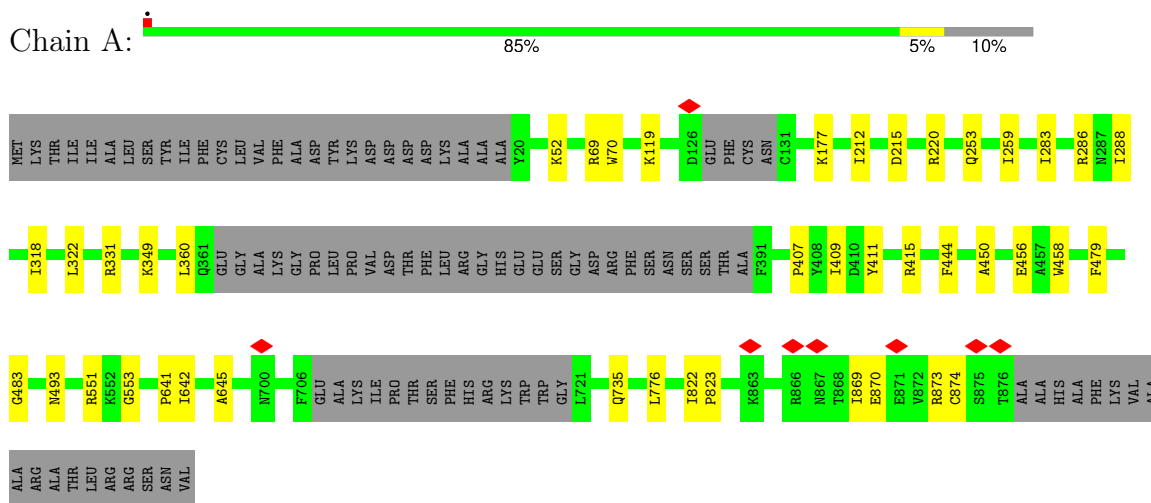 Chain A:
85% 5% 10%
MET LYS THR ILE ILE ALA LEU SER TYR ILE PHE CYS LEU VAL PHE ALA ASP TYR LYS ASP ASP ASP ASP LYS ALA ALA ALA Y20 K52 R69 W70 K119 D126 GLU PHE CYS ASN C131 K177 I212 D215 R220 Q253 I259 I283 R286 N287 I288
I318 L322 R331 K349 L360 Q361 GLU GLY ALA LYS GLY PRO LEU PRO VAL ASP THR PHE LEU ARG GLY HIS GLU GLU SER GLY ASP ARG PHE SER ASN SER SER THR ALA F391 P407 Y408 I409 D410 Y411 R415 F444 A450 E456 A457 W458 F479
G483 N493 R551 K552 G553 P641 I642 A645 N700 F706 GLU ALA LYS ILE PRO THR SER PHE HIS ARG LYS TRP TRP GLY L721 Q735 L776 I822 P823 K863 R866 N867 T868 I869 E870 E871 V872 R873 C874 S875 T876 ALA ALA HIS ALA PHE LYS VAL ALA
ALA ARG ALA THR LEU ARG ARG SER ASN VAL